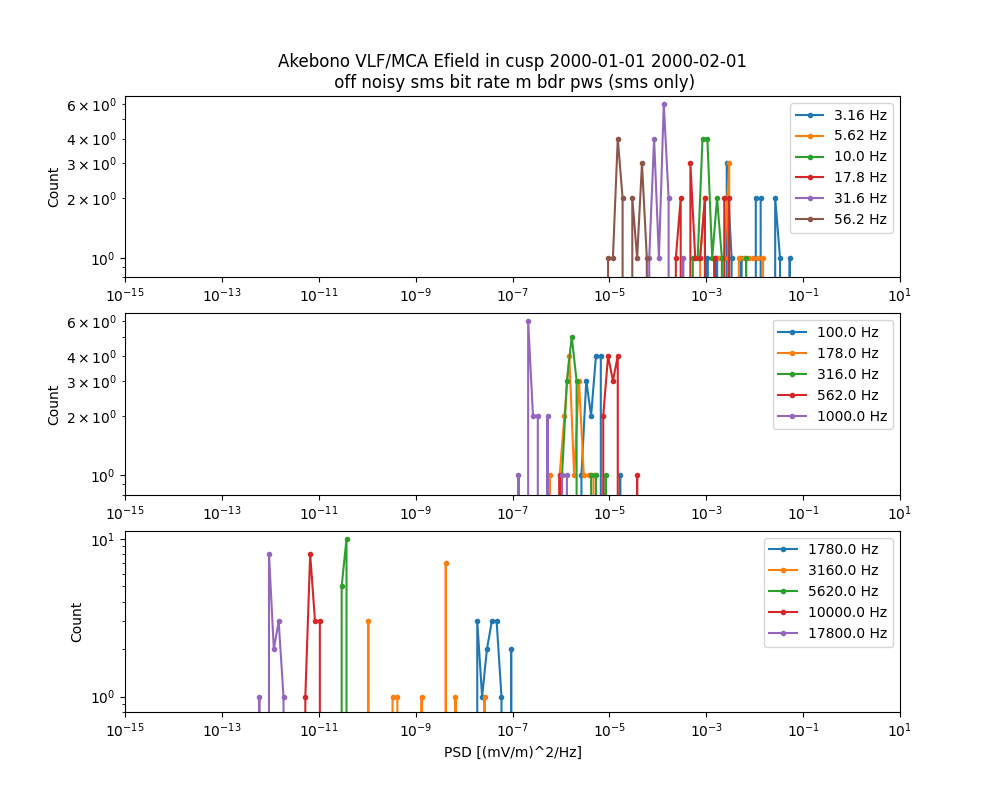 Akebono VLF/MCA Efield in cusp 2000-01-01 2000-02-01
off noisy sms bit rate m bdr pws (sms only)
Count
6 × 10⁰
4 × 10⁰
3 × 10⁰
2 × 10⁰
10⁰
3.16 Hz
5.62 Hz
10.0 Hz
17.8 Hz
31.6 Hz
56.2 Hz
10⁻¹⁵ 10⁻¹³ 10⁻¹¹ 10⁻⁹ 10⁻⁷ 10⁻⁵ 10⁻³ 10⁻¹ 10¹
Count
6 × 10⁰
4 × 10⁰
3 × 10⁰
2 × 10⁰
10⁰
100.0 Hz
178.0 Hz
316.0 Hz
562.0 Hz
1000.0 Hz
10⁻¹⁵ 10⁻¹³ 10⁻¹¹ 10⁻⁹ 10⁻⁷ 10⁻⁵ 10⁻³ 10⁻¹ 10¹
Count
10¹
10⁰
1780.0 Hz
3160.0 Hz
5620.0 Hz
10000.0 Hz
17800.0 Hz
10⁻¹⁵ 10⁻¹³ 10⁻¹¹ 10⁻⁹ 10⁻⁷ 10⁻⁵ 10⁻³ 10⁻¹ 10¹
PSD [(mV/m)^2/Hz]